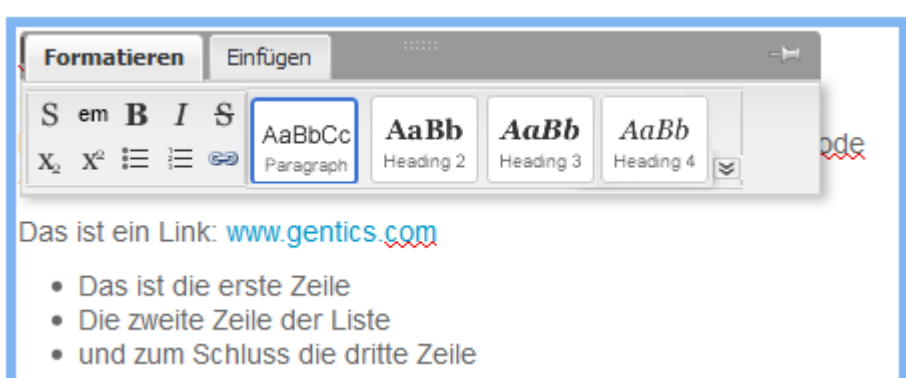 Formatieren Einfügen
S em B I S AaBbCc AaBb AaBb AaBb
Paragraph Heading 2 Heading 3 Heading 4
X₂ X²
ode
Das ist ein Link: www.gentics.com
• Das ist die erste Zeile
• Die zweite Zeile der Liste
• und zum Schluss die dritte Zeile